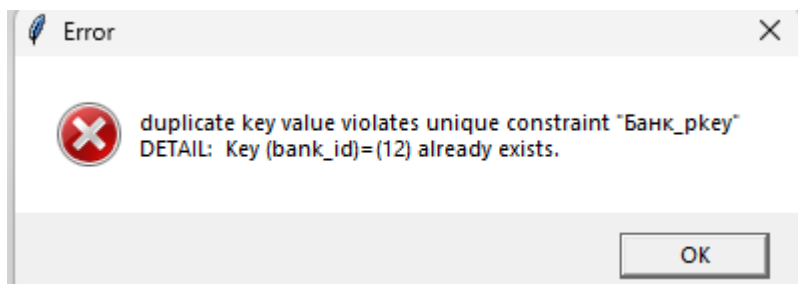 Error
duplicate key value violates unique constraint "Банк_pkey"
DETAIL:  Key (bank_id)=(12) already exists.
OK